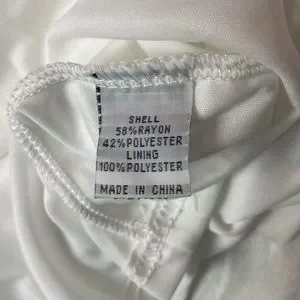 SHELL
58%RAYON
42%POLYESTER
LINING
100%POLYESTER
MADE IN CHINA